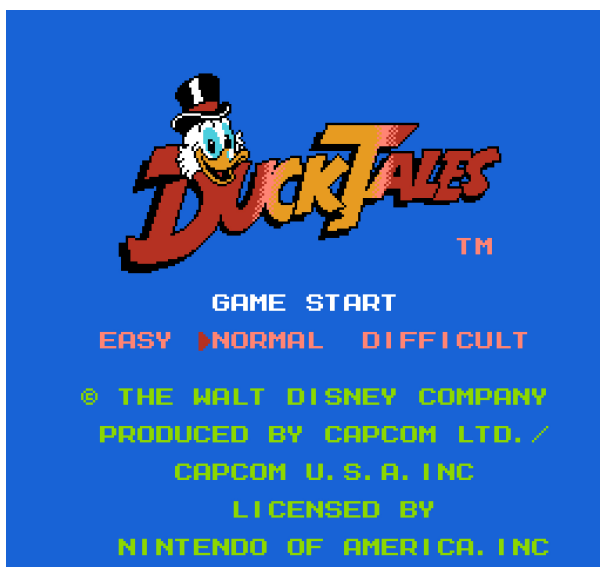 DUCKTALES
TM
GAME START
EASY NORMAL DIFFICULT
© THE WALT DISNEY COMPANY
PRODUCED BY CAPCOM LTD./
CAPCOM U.S.A.INC
LICENSED BY
NINTENDO OF AMERICA.INC